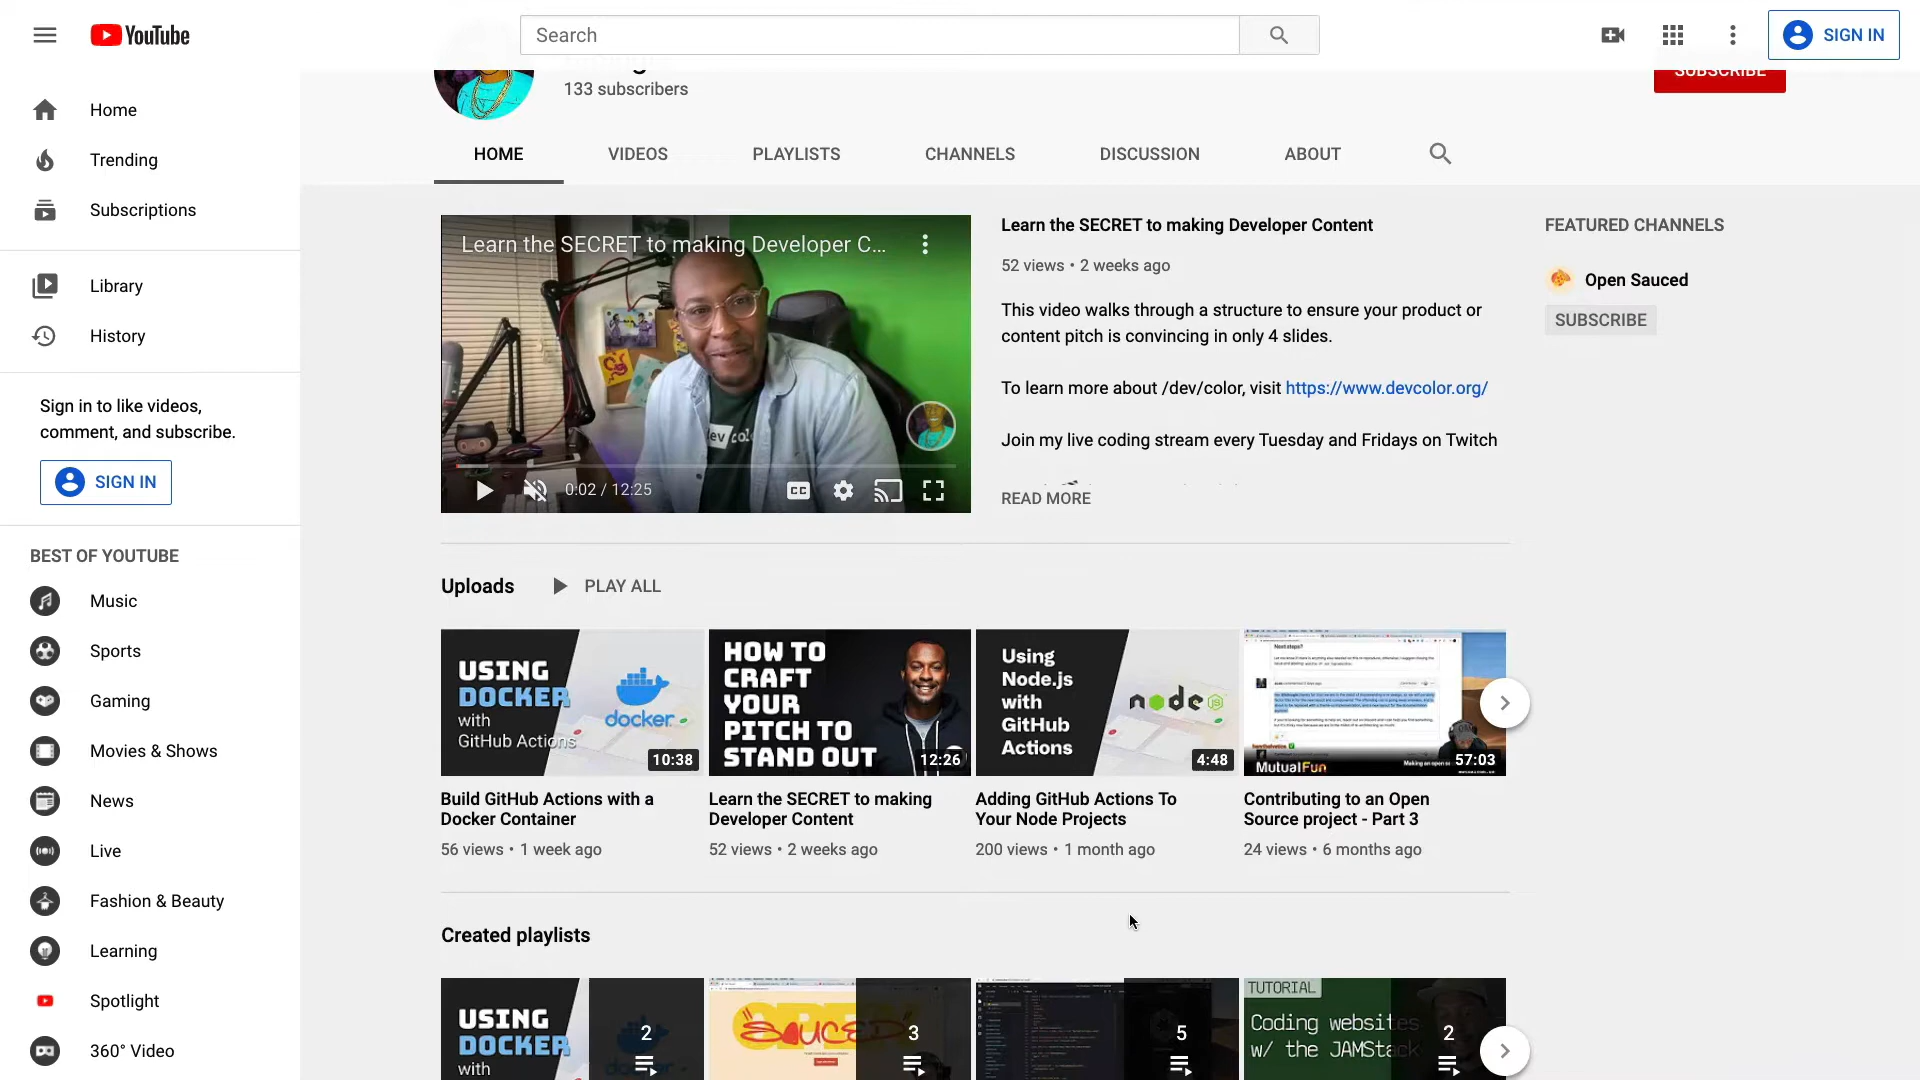 YouTube
Search
SIGN IN
Home
Trending
Subscriptions
Library
History
Sign in to like videos,
comment, and subscribe.
SIGN IN
BEST OF YOUTUBE
Music
Sports
Gaming
Movies & Shows
News
Live
Fashion & Beauty
Learning
Spotlight
360° Video
133 subscribers
SUBSCRIBE
HOME
VIDEOS
PLAYLISTS
CHANNELS
DISCUSSION
ABOUT
Learn the SECRET to making Developer C...
0:02 / 12:25
CC
Learn the SECRET to making Developer Content
52 views • 2 weeks ago
This video walks through a structure to ensure your product or
content pitch is convincing in only 4 slides.
To learn more about /dev/color, visit https://www.devcolor.org/
Join my live coding stream every Tuesday and Fridays on Twitch
READ MORE
FEATURED CHANNELS
Open Sauced
SUBSCRIBE
Uploads
PLAY ALL
USING
DOCKER
with
GitHub Actions
docker
10:38
Build GitHub Actions with a
Docker Container
56 views • 1 week ago
HOW TO
CRAFT
YOUR
PITCH TO
STAND OUT
12:26
Learn the SECRET to making
Developer Content
52 views • 2 weeks ago
Using
Node.js
with
GitHub
Actions
node
4:48
Adding GitHub Actions To
Your Node Projects
200 views • 1 month ago
Next steps?
MutualFun
57:03
Contributing to an Open
Source project - Part 3
24 views • 6 months ago
Created playlists
USING
DOCKER
with
2
SAUCED
3
5
TUTORIAL
Coding websites
w/ the JAMStack
2